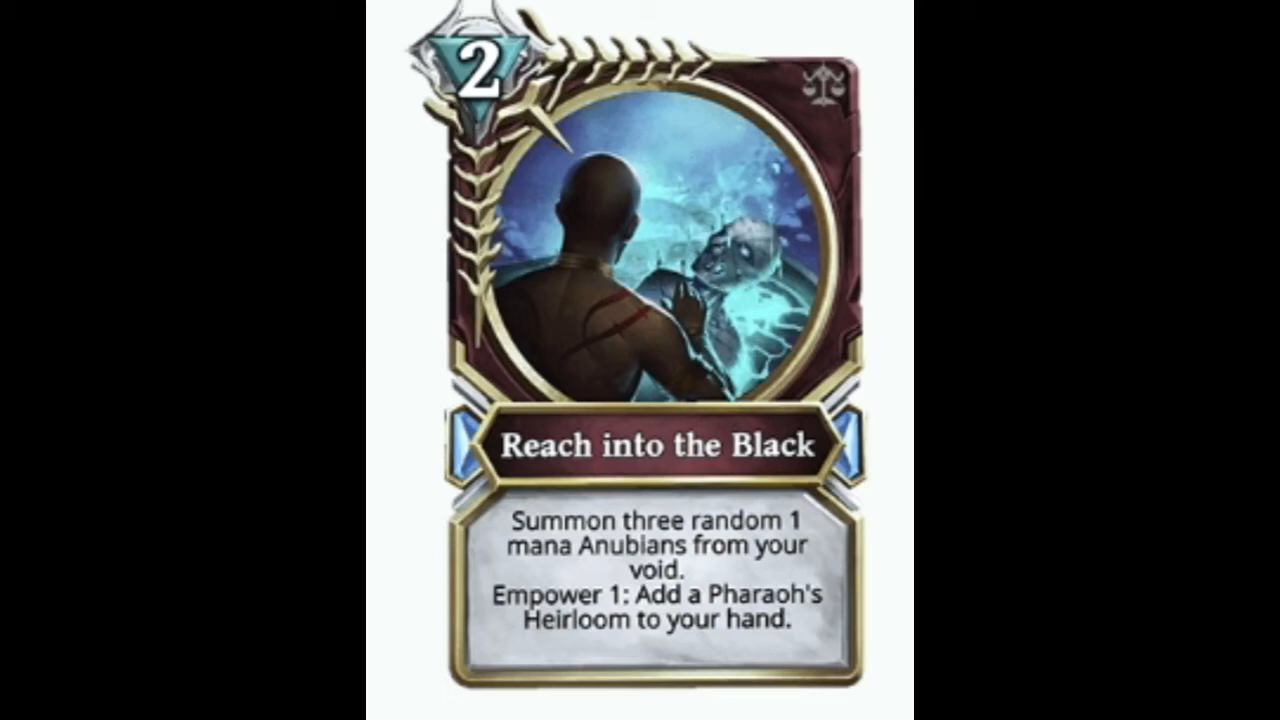 2
Reach into the Black
Summon three random 1
mana Anubians from your
void.
Empower 1: Add a Pharaoh's
Heirloom to your hand.